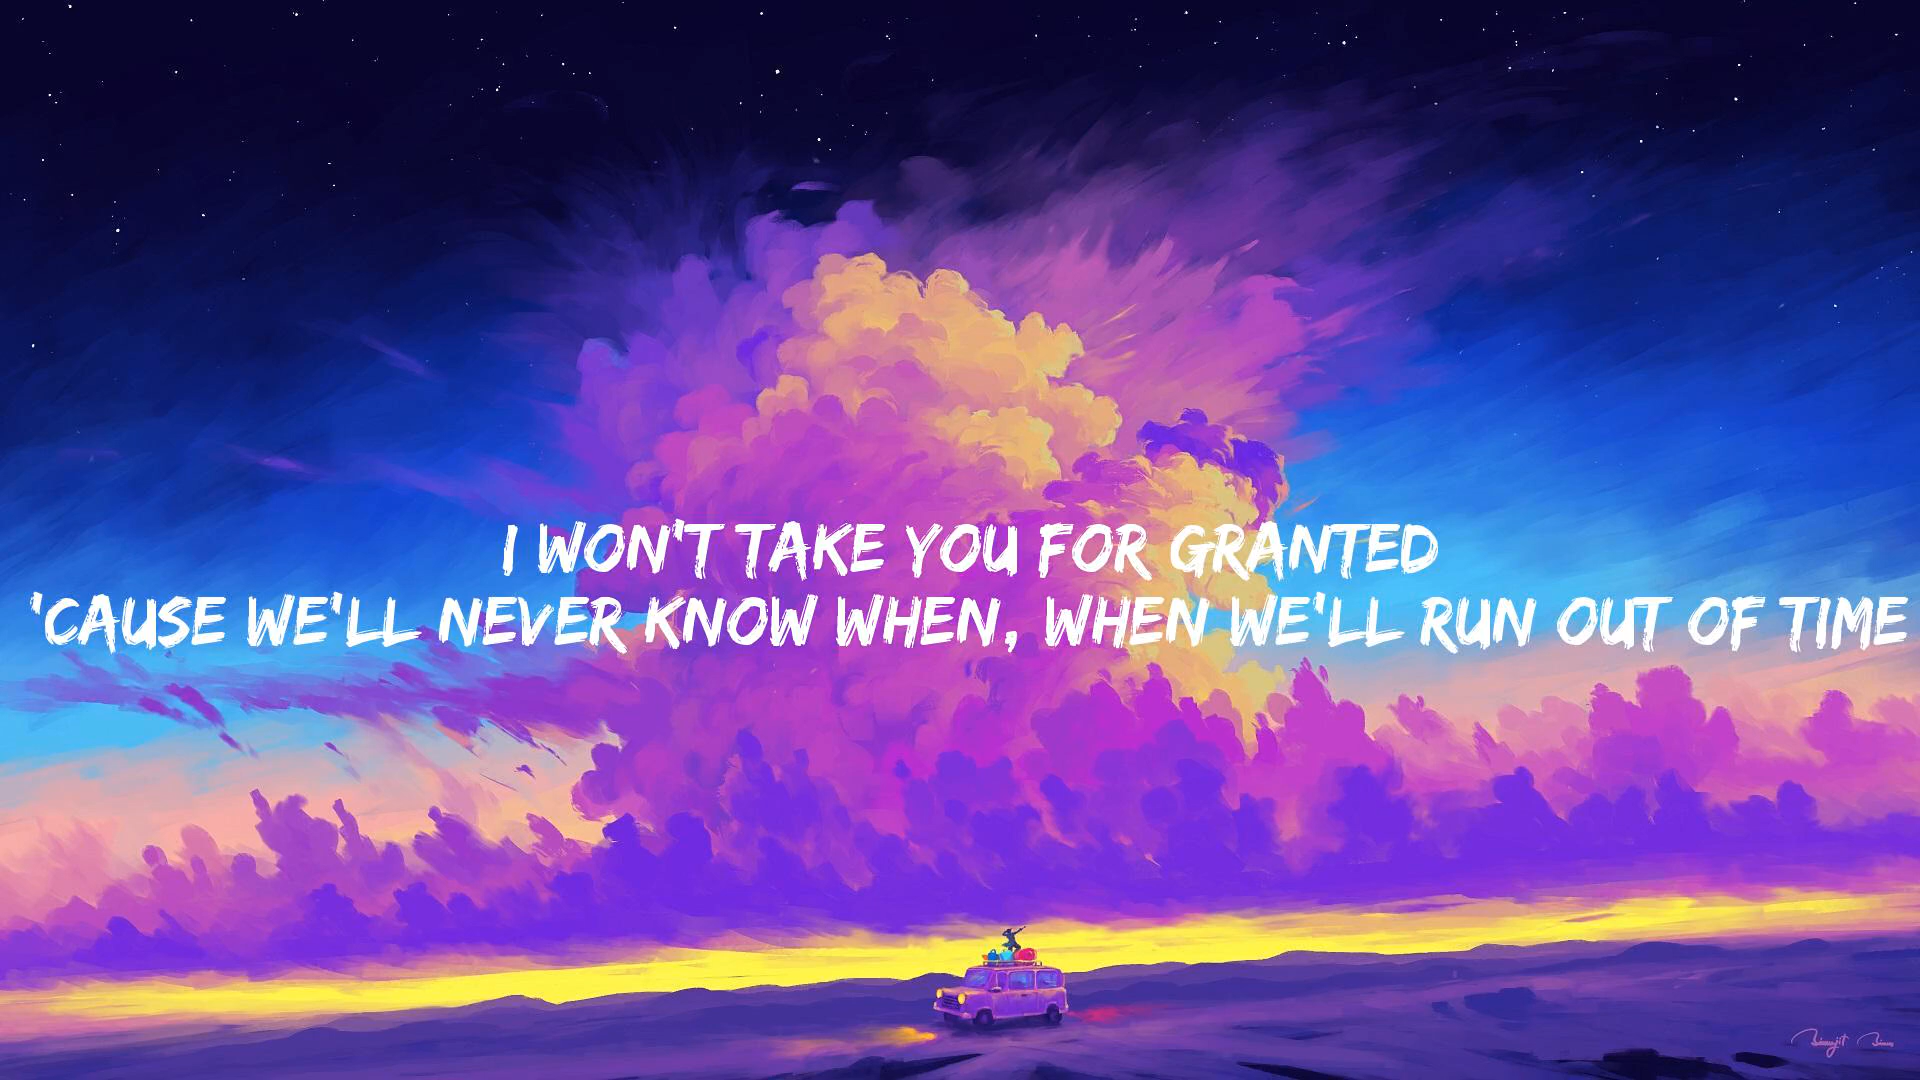 I WON'T TAKE YOU FOR GRANTED
'CAUSE WE'LL NEVER KNOW WHEN, WHEN WE'LL RUN OUT OF TIME